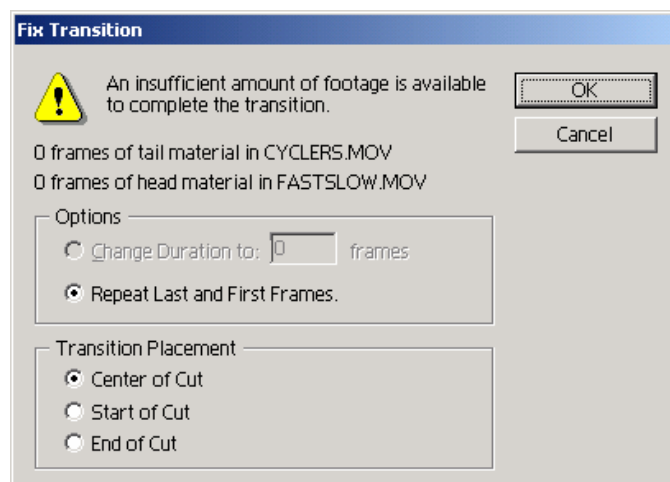 Fix Transition
An insufficient amount of footage is available
to complete the transition.
OK
Cancel
0 frames of tail material in CYCLERS.MOV
0 frames of head material in FASTSLOW.MOV
Options
Change Duration to: 0 frames
Repeat Last and First Frames.
Transition Placement
Center of Cut
Start of Cut
End of Cut